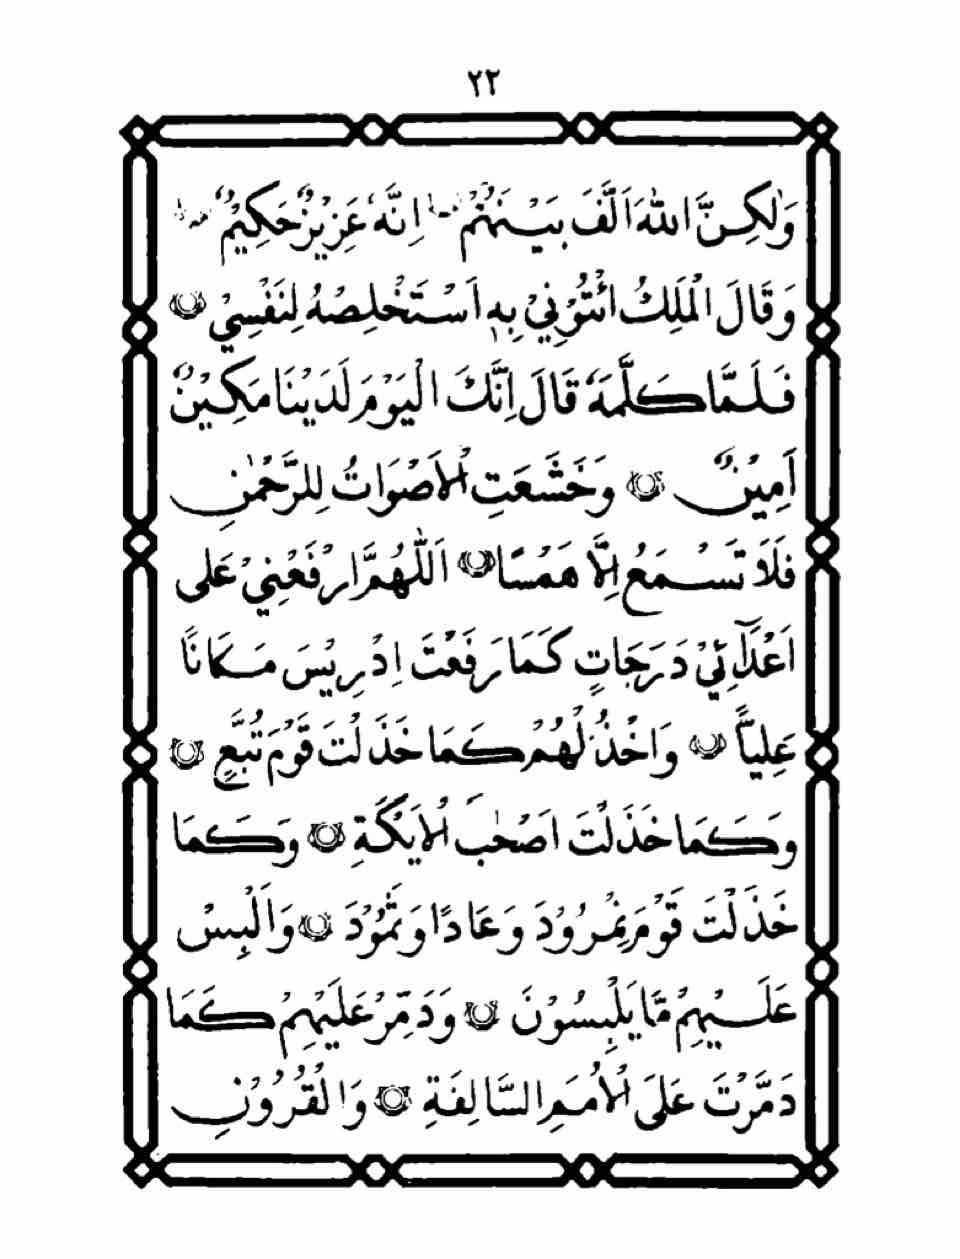 ٢٢
وَلٰكِنَّ اللّٰهَ اَلَّفَ بَيْنَهُمْ اِنَّهٗ عَزِيْزٌ حَكِيْمٌ
وَقَالَ الْمَلِكُ ائْتُوْنِيْ بِهٖ اَسْتَخْلِصْهُ لِنَفْسِيْ ۞
فَلَمَّا كَلَّمَهٗ قَالَ اِنَّكَ الْيَوْمَ لَدَيْنَا مَكِيْنٌ
اَمِيْنٌ ۞ وَخَشَعَتِ الْاَصْوَاتُ لِلرَّحْمٰنِ
فَلَا تَسْمَعُ اِلَّا هَمْسًا ۞ اَللّٰهُمَّ ارْفَعْنِيْ عَلٰى
اَعْدَآئِيْ دَرَجَاتٍ كَمَا رَفَعْتَ اِدْرِيْسَ مَكَانًا
عَلِيًّا ۞ وَاخْذُلْهُمْ كَمَا خَذَلْتَ قَوْمَ تُبَّعٍ ۞
وَكَمَا خَذَلْتَ اَصْحٰبَ الْاَيْكَةِ ۞ وَكَمَا
خَذَلْتَ قَوْمَ نِمْرُوْدَ وَعَادًا وَثَمُوْدَ ۞ وَالْبِسْ
عَلَيْهِمْ مَّا يَلْبِسُوْنَ ۞ وَدَمِّرْ عَلَيْهِمْ كَمَا
دَمَّرْتَ عَلَى الْاُمَمِ السَّالِفَةِ ۞ وَالْقُرُوْنِ